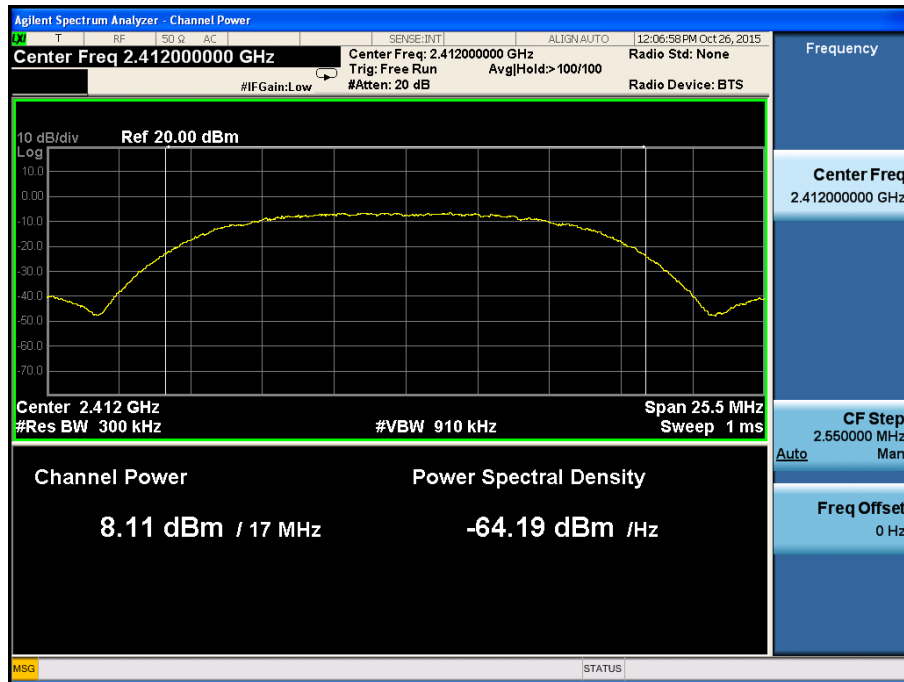 Agilent Spectrum Analyzer - Channel Power
LXI T RF 50 Ω AC SENSE:INT ALIGN AUTO 12:06:58 PM Oct 26, 2015
Center Freq 2.412000000 GHz
Center Freq: 2.412000000 GHz
Radio Std: None
Trig: Free Run Avg|Hold:>100/100
#IFGain:Low
#Atten: 20 dB
Radio Device: BTS
10 dB/div Ref 20.00 dBm
Log
10.0
0.00
-10.0
-20.0
-30.0
-40.0
-50.0
-60.0
-70.0
Center 2.412 GHz Span 25.5 MHz
#Res BW 300 kHz #VBW 910 kHz Sweep 1 ms
Channel Power Power Spectral Density
8.11 dBm / 17 MHz -64.19 dBm /Hz
MSG STATUS
Frequency
Center Freq
2.412000000 GHz
CF Step
2.550000 MHz
Auto Man
Freq Offset
0 Hz